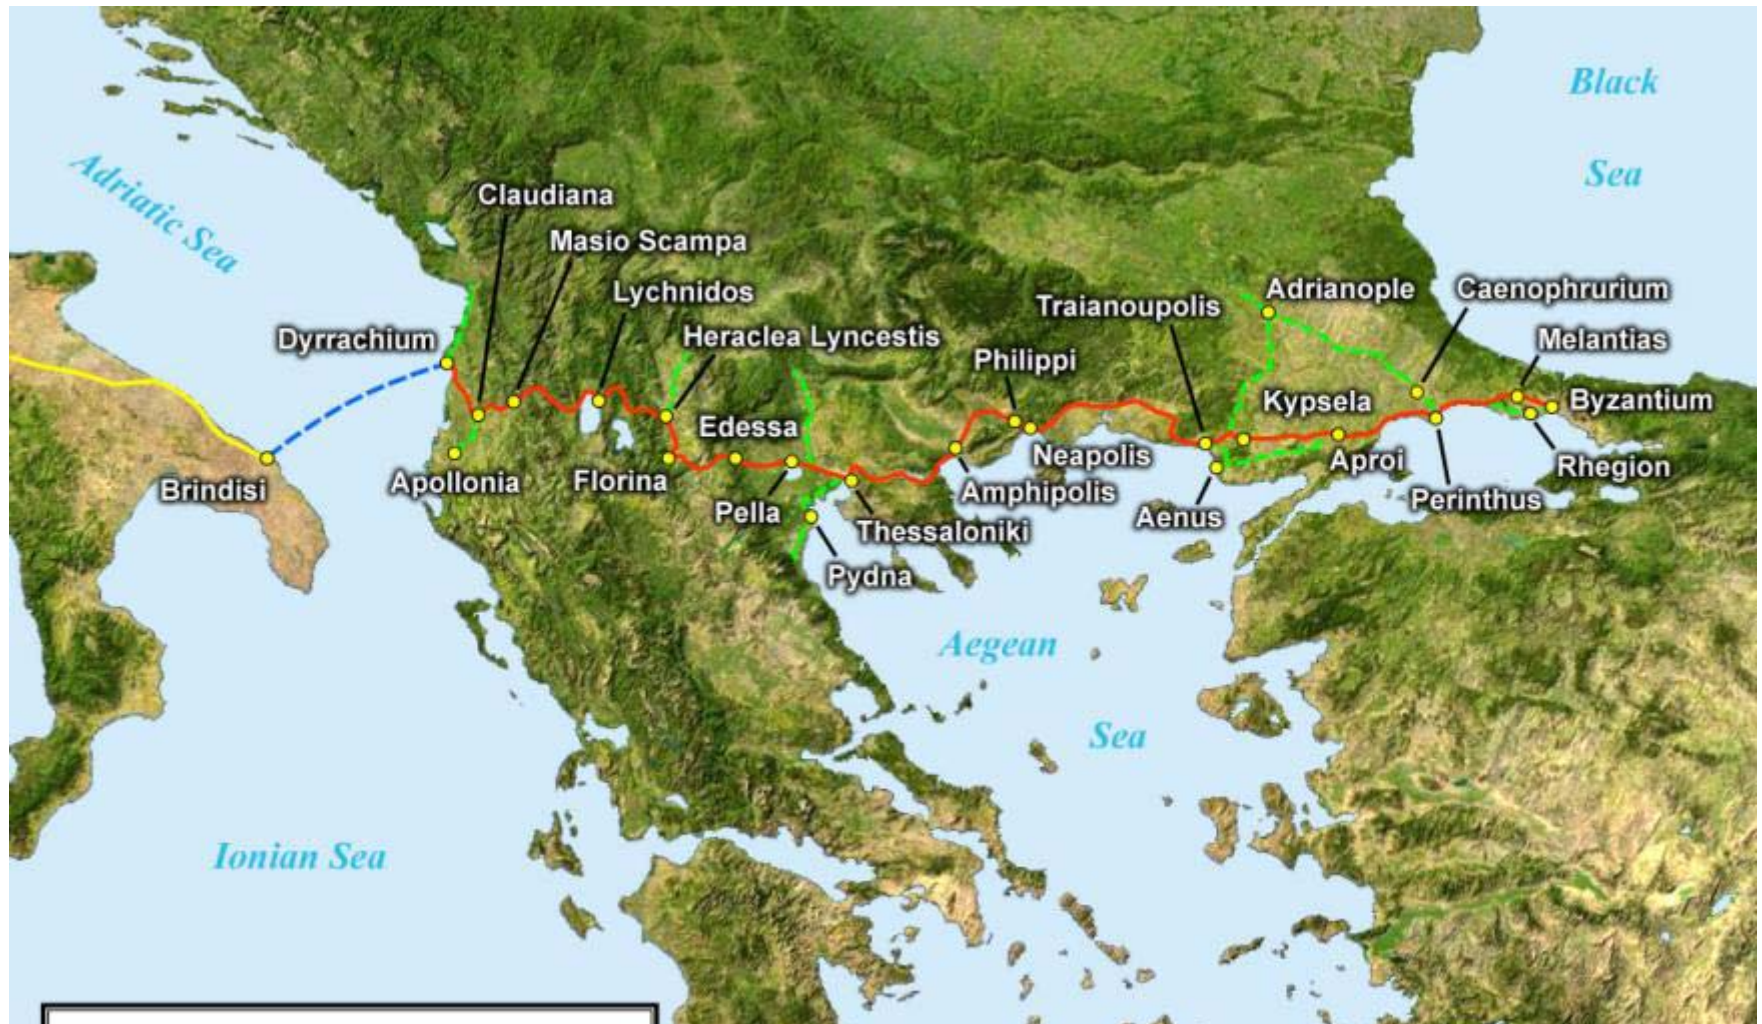 Black
Sea
Adriatic Sea
Claudiana
Masio Scampa
Lychnidos
Dyrrachium
Heraclea Lyncestis
Traianoupolis
Adrianople
Caenophrurium
Melantias
Philippi
Kypsela
Byzantium
Edessa
Brindisi
Apollonia
Florina
Neapolis
Aproi
Rhegion
Pella
Amphipolis
Aenus
Perinthus
Thessaloniki
Pydna
Aegean
Sea
Ionian Sea